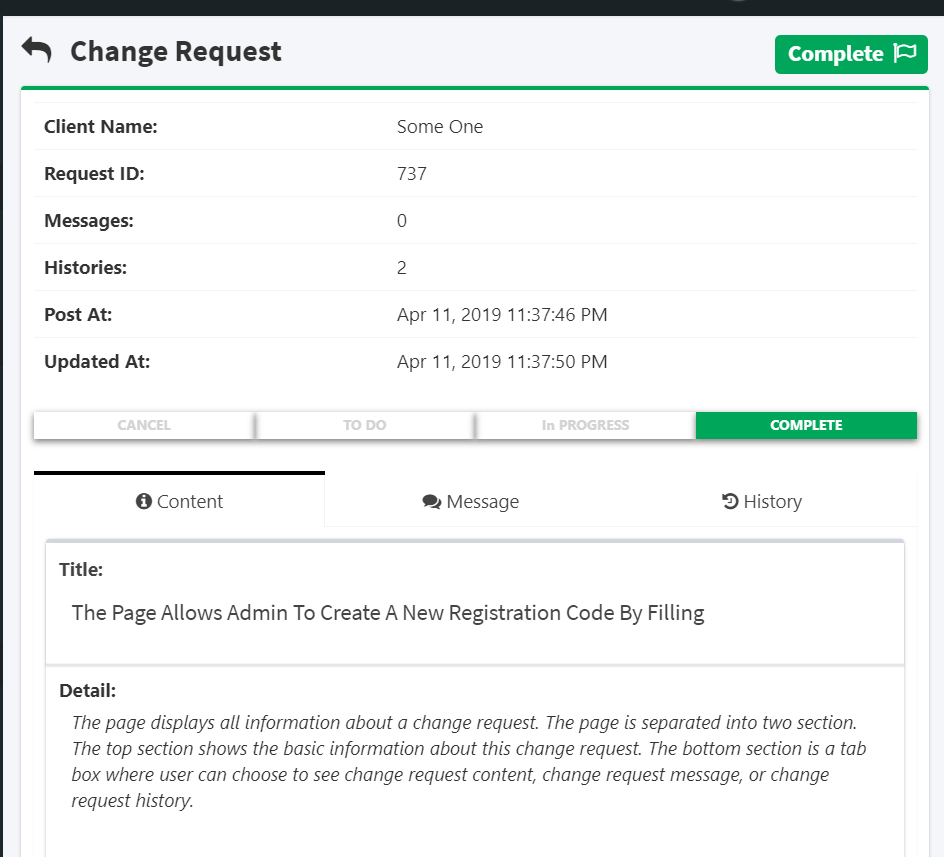 Change Request
Complete
Client Name: Some One
Request ID: 737
Messages: 0
Histories: 2
Post At: Apr 11, 2019 11:37:46 PM
Updated At: Apr 11, 2019 11:37:50 PM
CANCEL TO DO In PROGRESS COMPLETE
Content Message History
Title:
The Page Allows Admin To Create A New Registration Code By Filling
Detail:
The page displays all information about a change request. The page is separated into two section.
The top section shows the basic information about this change request. The bottom section is a tab
box where user can choose to see change request content, change request message, or change
request history.